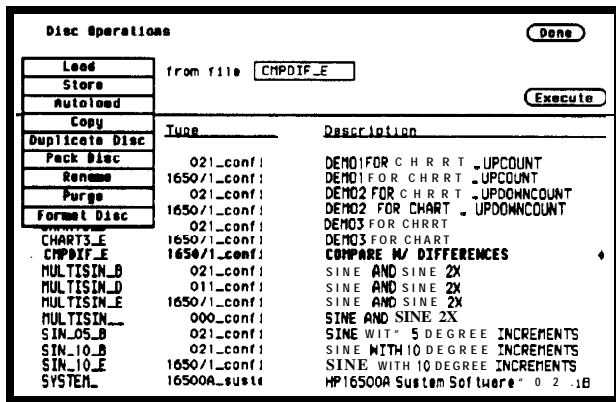 Disc Operations
Done
Load
Store
Autoload
Copy
Duplicate Disc
Pack Disc
Rename
Purge
Format Disc
from file CMPDIF_E
Execute
Type Description
021_confi DEMO1FOR CHRRT _UPCOUNT
1650/1_confi DEMO1 FOR CHRRT _UPCOUNT
021_confi DEMO2 FOR CHRRT _UPDOWNCOUNT
1650/1_confi DEMO2 FOR CHART _ UPDOWNCOUNT
021_confi DEMO3 FOR CHRRT
CHART3_E 1650/1_confi DEMO3 FOR CHART
CMPDIF_E 1650/1_confi COMPARE W/ DIFFERENCES
MULTISIN_B 021_confi SINE AND SINE 2X
MULTISIN_D 011_confi SINE AND SINE 2X
MULTISIN_E 1650/1_confi SINE AND SINE 2X
MULTISIN__ 000_confi SINE AND SINE 2X
SIN_05_B 021_confi SINE WIT" 5 DEGREE INCREMENTS
SIN_10_B 021_confi SINE WITH 10 DEGREE INCREMENTS
SIN_10_E 1650/1_confi SINE WITH 10 DEGREE INCREMENTS
SYSTEM_ 16500A_syste HP16500A System Software